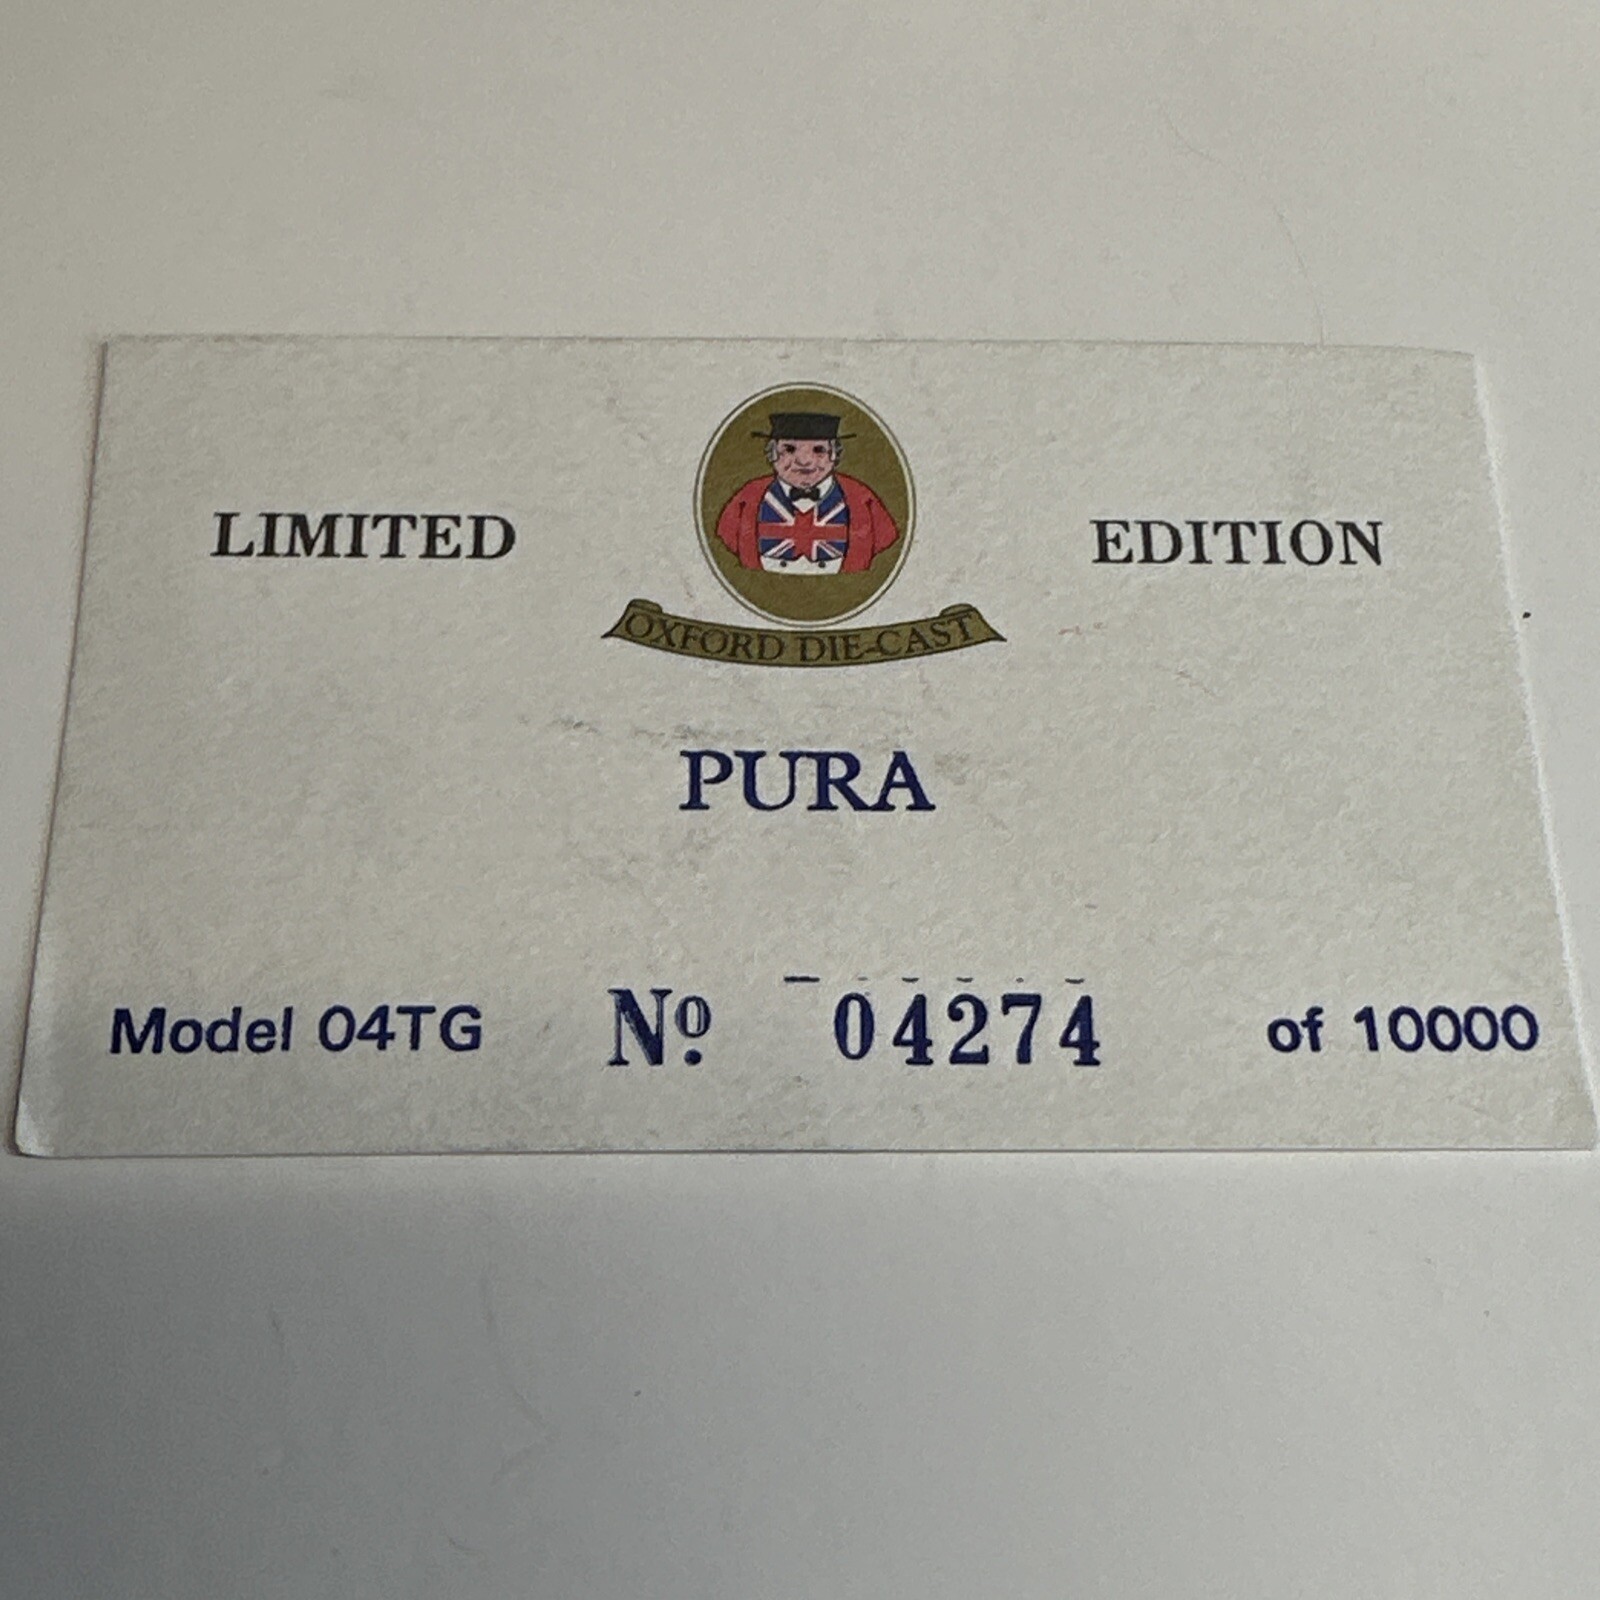 LIMITED EDITION
OXFORD DIE-CAST
PURA
Model 04TG Nº. 04274 of 10000